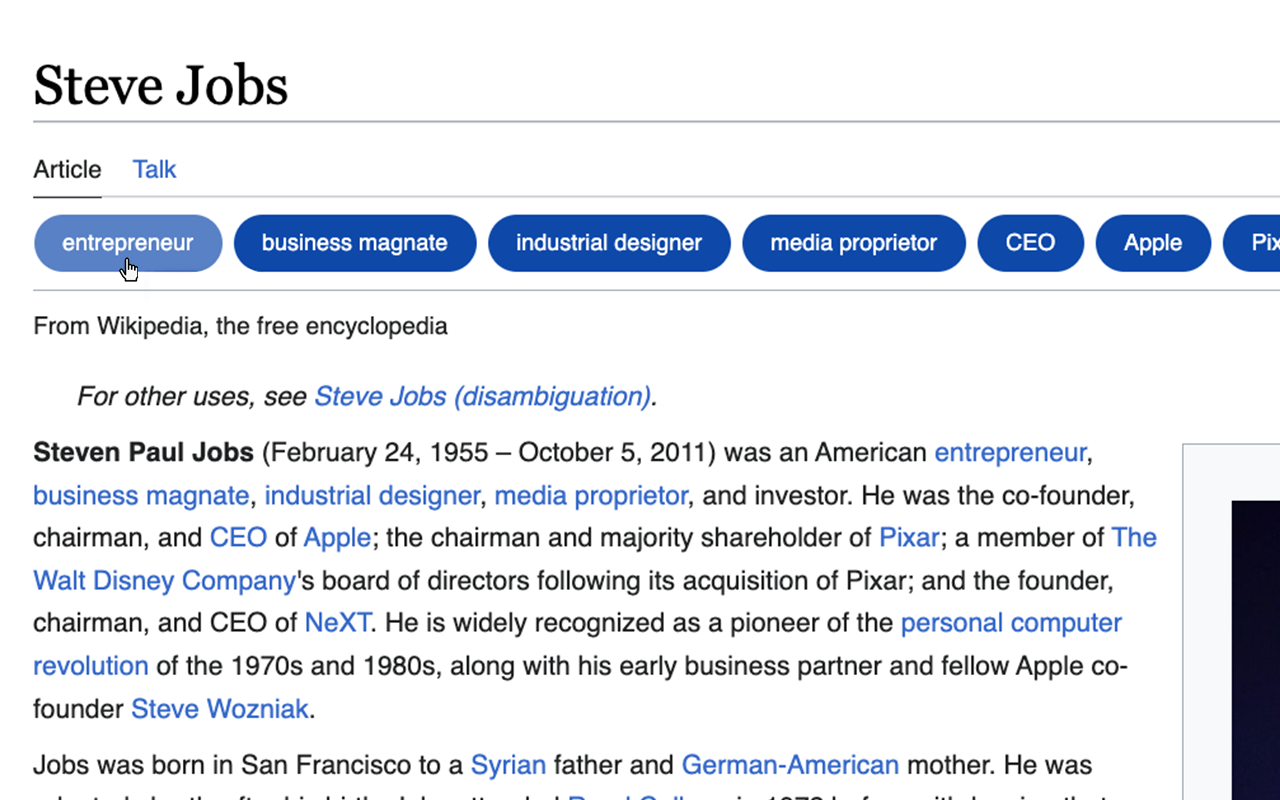 Steve Jobs
Article Talk
entrepreneur business magnate industrial designer media proprietor CEO Apple Pix
From Wikipedia, the free encyclopedia
For other uses, see Steve Jobs (disambiguation).
Steven Paul Jobs (February 24, 1955 – October 5, 2011) was an American entrepreneur,
business magnate, industrial designer, media proprietor, and investor. He was the co-founder,
chairman, and CEO of Apple; the chairman and majority shareholder of Pixar; a member of The
Walt Disney Company's board of directors following its acquisition of Pixar; and the founder,
chairman, and CEO of NeXT. He is widely recognized as a pioneer of the personal computer
revolution of the 1970s and 1980s, along with his early business partner and fellow Apple co-
founder Steve Wozniak.
Jobs was born in San Francisco to a Syrian father and German-American mother. He was